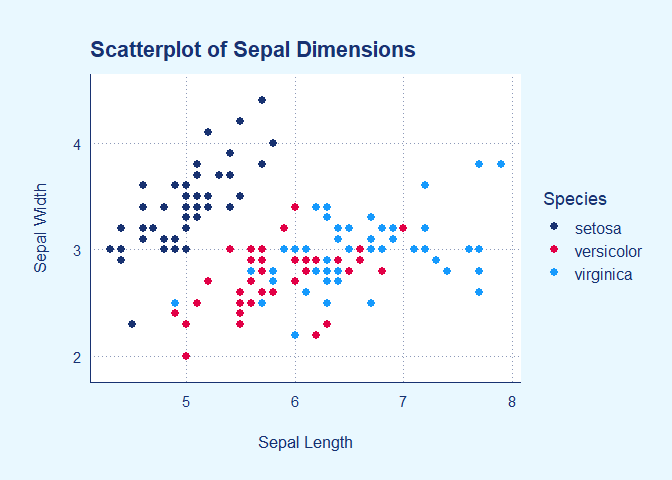 Scatterplot of Sepal Dimensions
Sepal Width
4
3
2
5 6 7 8
Sepal Length
Species
setosa
versicolor
virginica